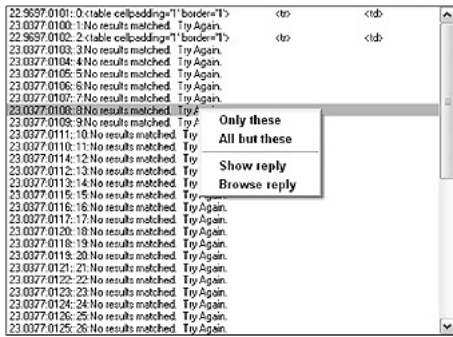 22.9697:0101:: 0:<table cellpadding="1" border="1"> <tr> <td>
23.0377:0100:: 1:No results matched. Try Again.
22.9697:0102:: 2:<table cellpadding="1" border="1"> <tr> <td>
23.0377:0103:: 3:No results matched. Try Again.
23.0377:0104:: 4:No results matched. Try Again.
23.0377:0105:: 5:No results matched. Try Again.
23.0377:0106:: 6:No results matched. Try Again.
23.0377:0107:: 7:No results matched. Try Again.
23.0377:0108:: 8:No results matched. Try A
23.0377:0109:: 9:No results matched. Try A
23.0377:0111:: 10:No results matched. Try
23.0377:0110:: 11:No results matched. Try
23.0377:0114:: 12:No results matched. Try
23.0377:0112:: 13:No results matched. Try
23.0377:0113:: 14:No results matched. Try
Only these
All but these
Show reply
Browse reply
23.0377:0115:: 15:No results matched. Try Again.
23.0377:0116:: 16:No results matched. Try Again.
23.0377:0117:: 17:No results matched. Try Again.
23.0377:0120:: 18:No results matched. Try Again.
23.0377:0118:: 19:No results matched. Try Again.
23.0377:0119:: 20:No results matched. Try Again.
23.0377:0121:: 21:No results matched. Try Again.
23.0377:0122:: 22:No results matched. Try Again.
23.0377:0123:: 23:No results matched. Try Again.
23.0377:0124:: 24:No results matched. Try Again.
23.0377:0126:: 25:No results matched. Try Again.
23.0377:0125:: 26:No results matched. Try Again.